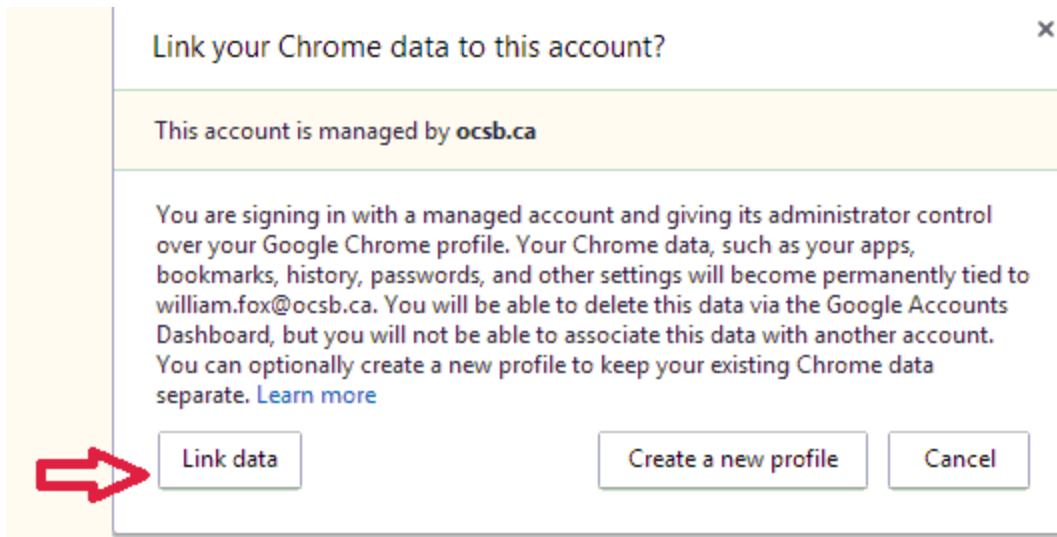 Link your Chrome data to this account?
This account is managed by ocsb.ca
You are signing in with a managed account and giving its administrator control
over your Google Chrome profile. Your Chrome data, such as your apps,
bookmarks, history, passwords, and other settings will become permanently tied to
william.fox@ocsb.ca. You will be able to delete this data via the Google Accounts
Dashboard, but you will not be able to associate this data with another account.
You can optionally create a new profile to keep your existing Chrome data
separate. Learn more
Link data Create a new profile Cancel